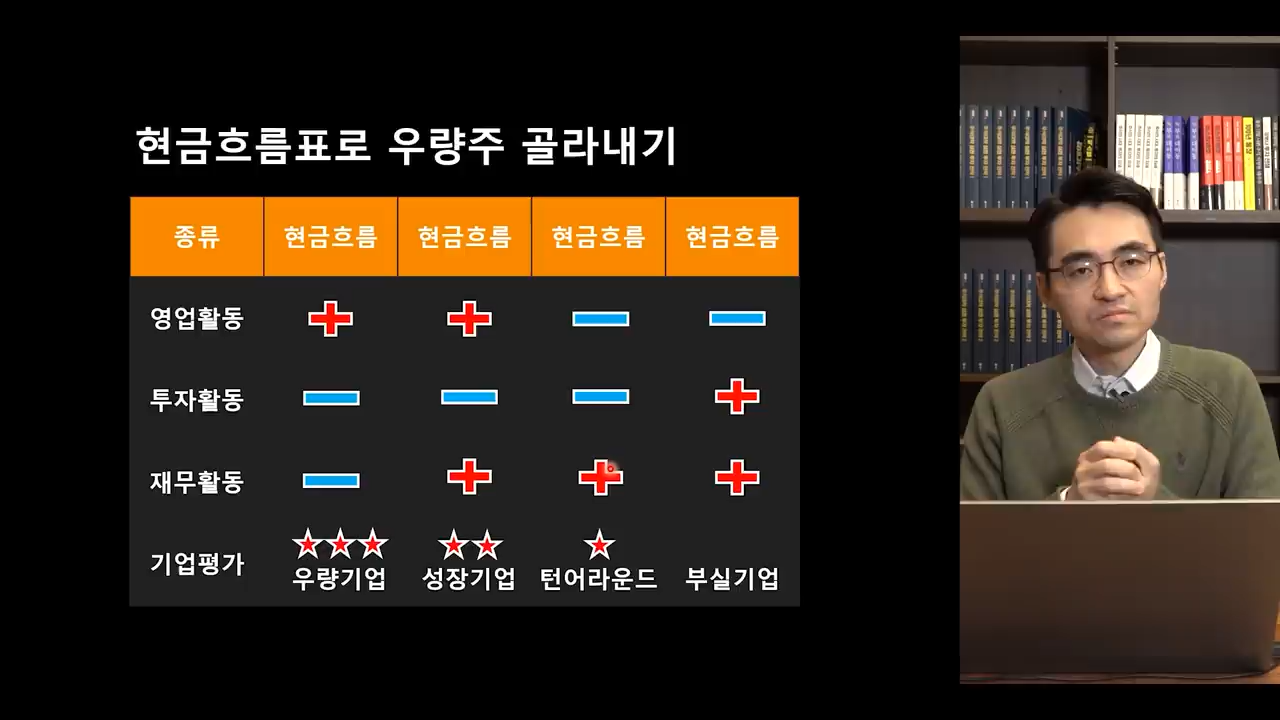 현금흐름표로 우량주 골라내기
종류 현금흐름 현금흐름 현금흐름 현금흐름
영업활동
투자활동
재무활동
기업평가 우량기업 성장기업 턴어라운드 부실기업